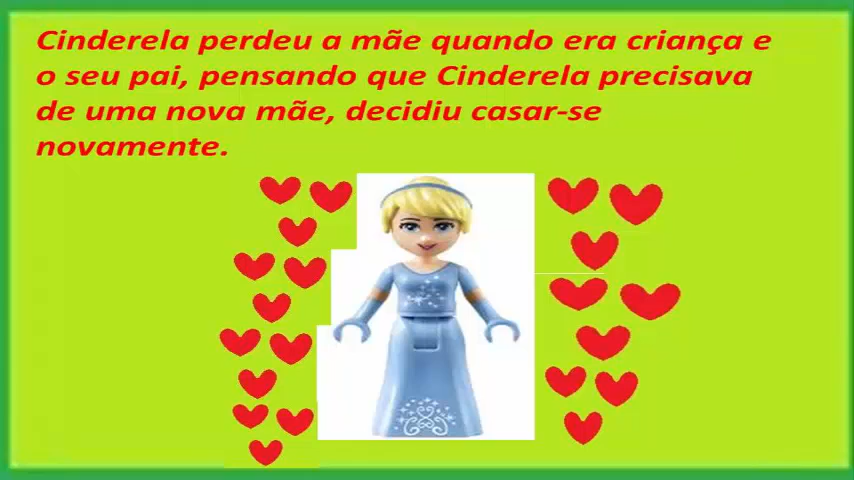 Cinderela perdeu a mãe quando era criança e
o seu pai, pensando que Cinderela precisava
de uma nova mãe, decidiu casar-se
novamente.